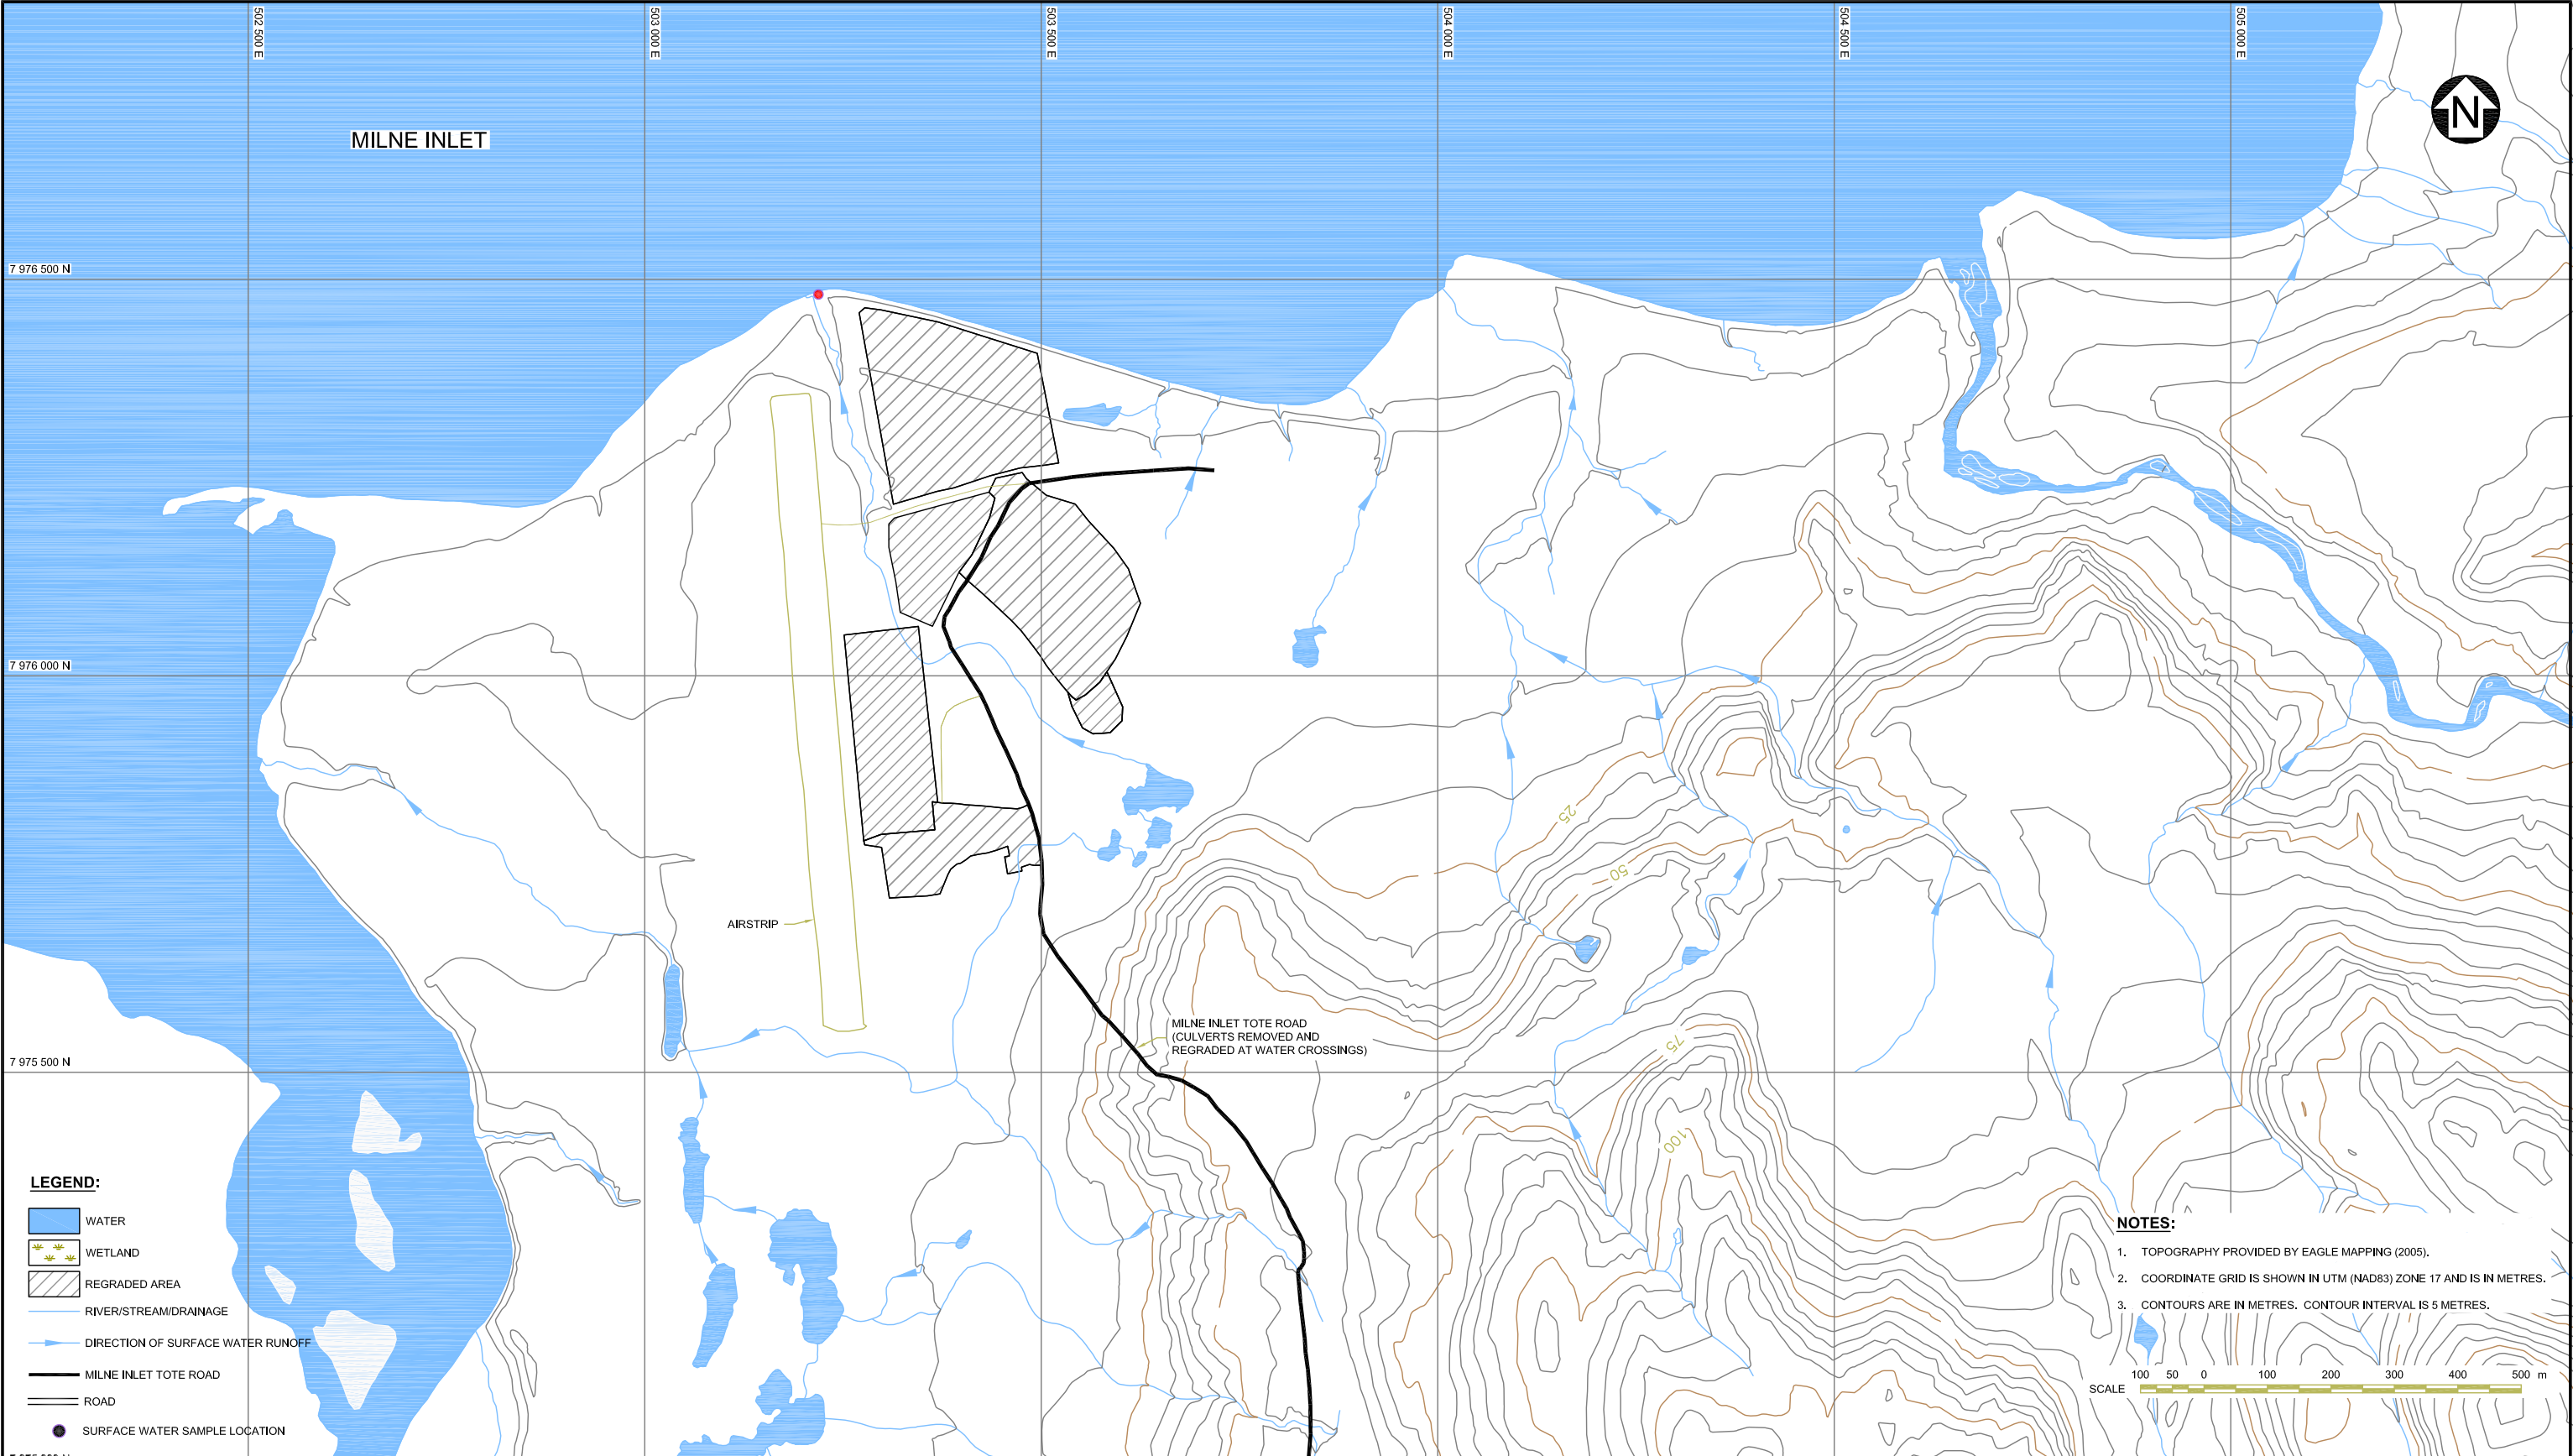 502 500 E
503 000 E
503 500 E
504 000 E
504 500 E
505 000 E
N
MILNE INLET
7 976 500 N
7 976 000 N
25
50
AIRSTRIP
MILNE INLET TOTE ROAD
(CULVERTS REMOVED AND
REGRADED AT WATER CROSSINGS)
75
7 975 500 N
100
LEGEND:
WATER
WETLAND
REGRADED AREA
RIVER/STREAM/DRAINAGE
DIRECTION OF SURFACE WATER RUNOFF
MILNE INLET TOTE ROAD
ROAD
SURFACE WATER SAMPLE LOCATION
NOTES:
1. TOPOGRAPHY PROVIDED BY EAGLE MAPPING (2005).
2. COORDINATE GRID IS SHOWN IN UTM (NAD83) ZONE 17 AND IS IN METRES.
3. CONTOURS ARE IN METRES. CONTOUR INTERVAL IS 5 METRES.
100 50 0 100 200 300 400 500 m
SCALE